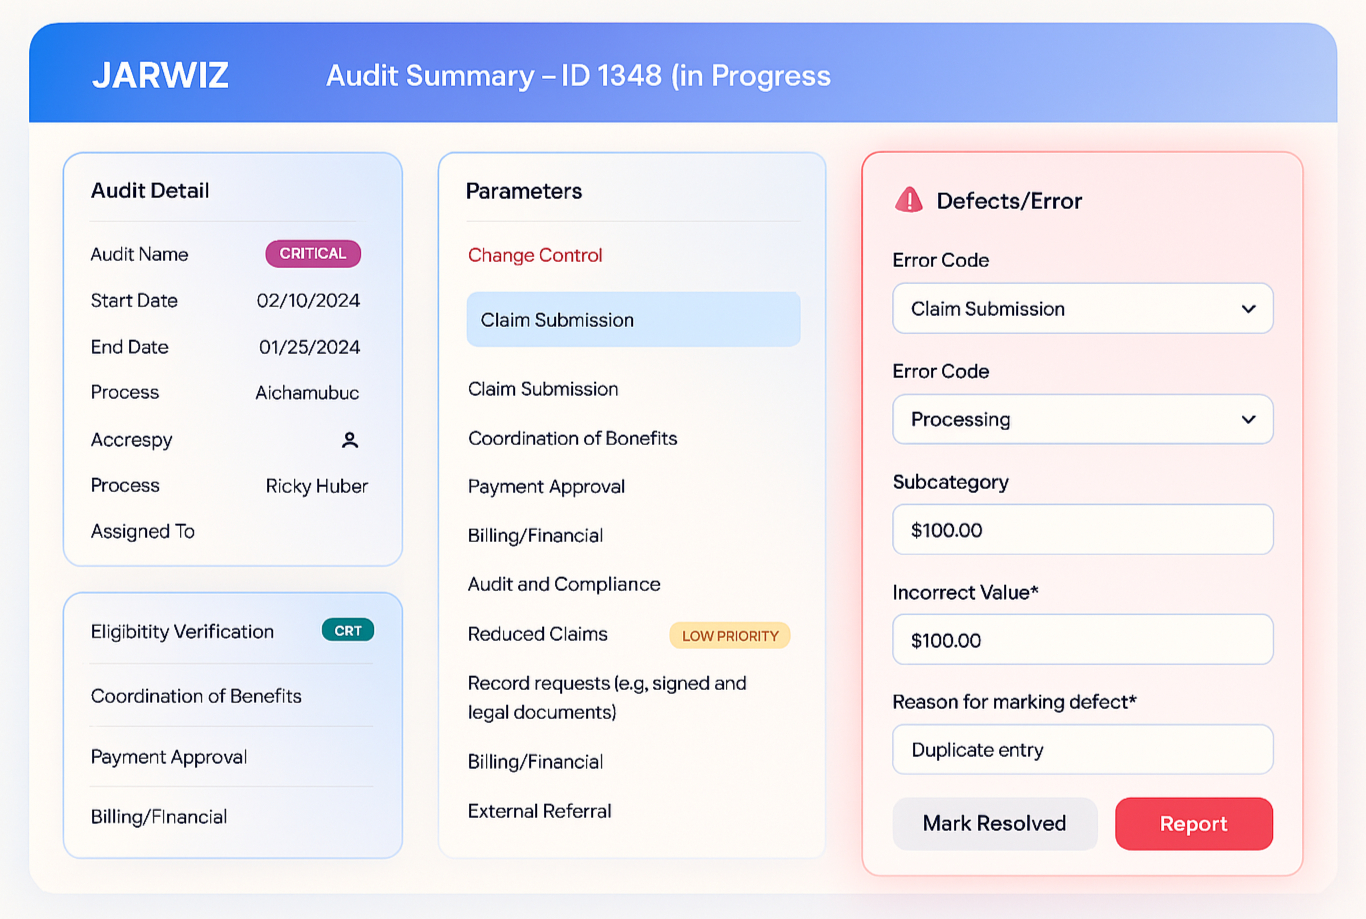 JARWIZ
Audit Summary – ID 1348 (in Progress
Audit Detail
Audit Name CRITICAL
Start Date 02/10/2024
End Date 01/25/2024
Process Aichamubuc
Accrespy
Process Ricky Huber
Assigned To
Eligibitity Verification CRT
Coordination of Benefits
Payment Approval
Billing/FInancial
Parameters
Change Control
Claim Submission
Claim Submission
Coordination of Bonefits
Payment Approval
Billing/Financial
Audit and Compliance
Reduced Claims LOW PRIORITY
Record requests (e.g, signed and
legal documents)
Billing/Financial
External Referral
Defects/Error
Error Code
Claim Submission
Error Code
Processing
Subcategory
$100.00
Incorrect Value*
$100.00
Reason for marking defect*
Duplicate entry
Mark Resolved Report